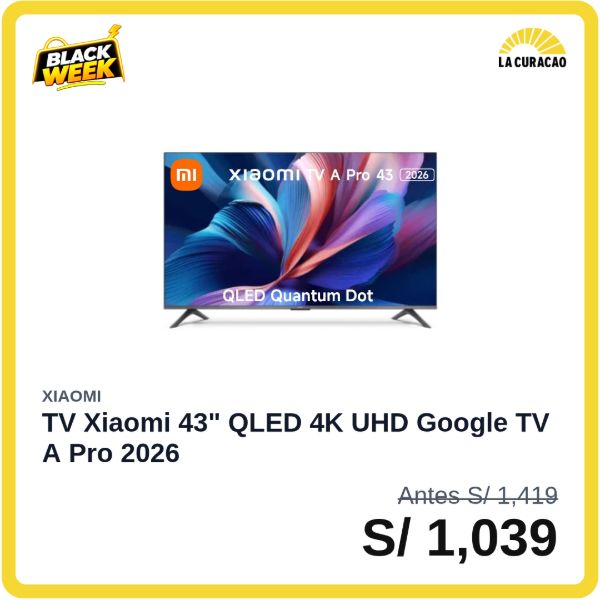 BLACK
WEEK
LA CURACAO
mi
xiaomi TV A Pro 43 2026
QLED Quantum Dot
XIAOMI
TV Xiaomi 43" QLED 4K UHD Google TV
A Pro 2026
Antes S/ 1,419
S/ 1,039